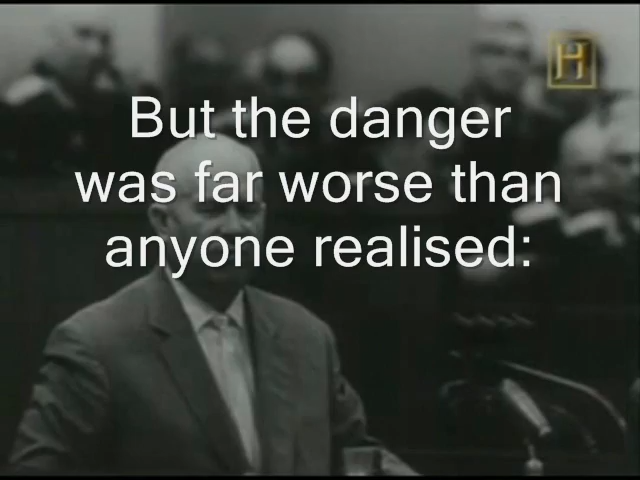 H
But the danger
was far worse than
anyone realised: